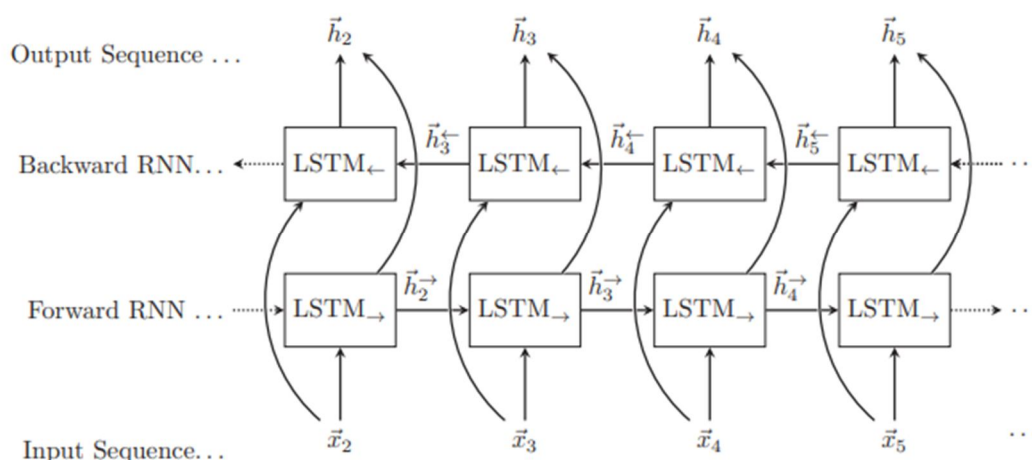 Output Sequence ... h⃗2 h⃗3 h⃗4 h⃗5
h⃗3← h⃗4← h⃗5←
Backward RNN... LSTM← LSTM← LSTM← LSTM← ..
h⃗2→ h⃗3→ h⃗4→
Forward RNN ... LSTM→ LSTM→ LSTM→ LSTM→ ..
Input Sequence... x⃗2 x⃗3 x⃗4 x⃗5 ..